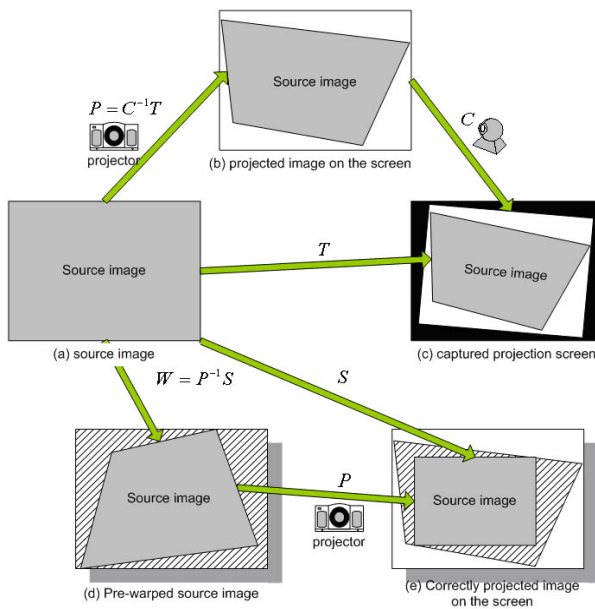 Source image
P = C⁻¹T
projector
(b) projected image on the screen
C
Source image
T
Source image
(a) source image
(c) captured projection screen
W = P⁻¹S
S
Source image
P
Source image
projector
(d) Pre-warped source image
(e) Correctly projected image
on the screen